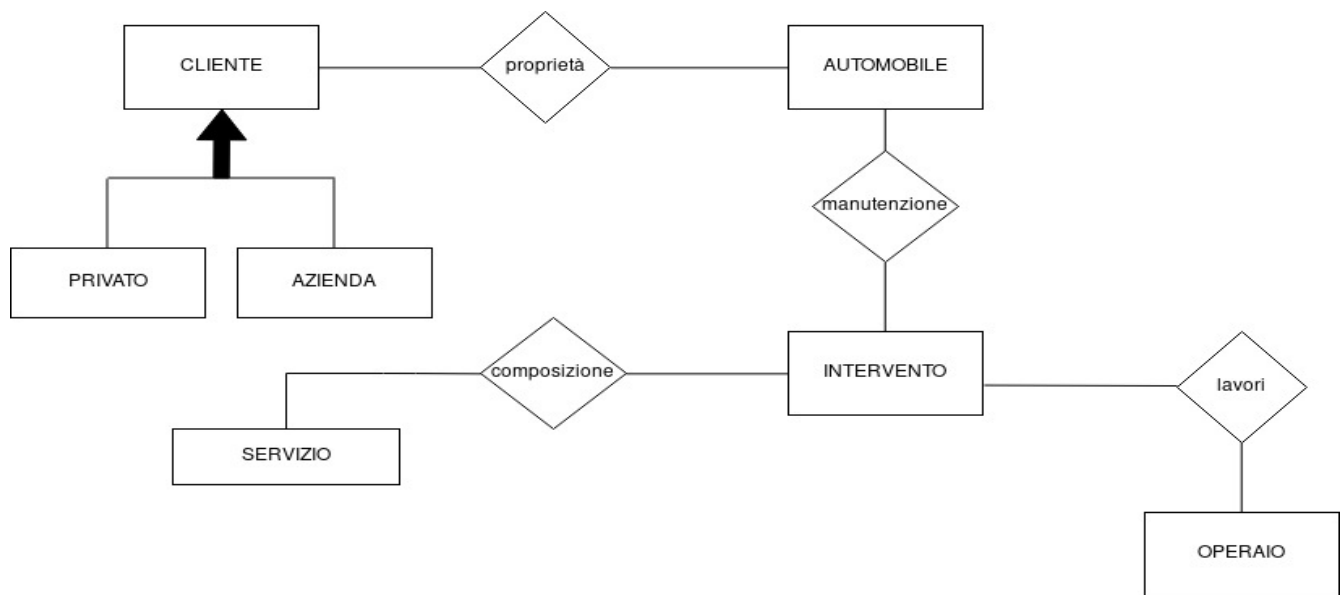 CLIENTE
proprietà
AUTOMOBILE
manutenzione
PRIVATO
AZIENDA
composizione
INTERVENTO
lavori
SERVIZIO
OPERAIO